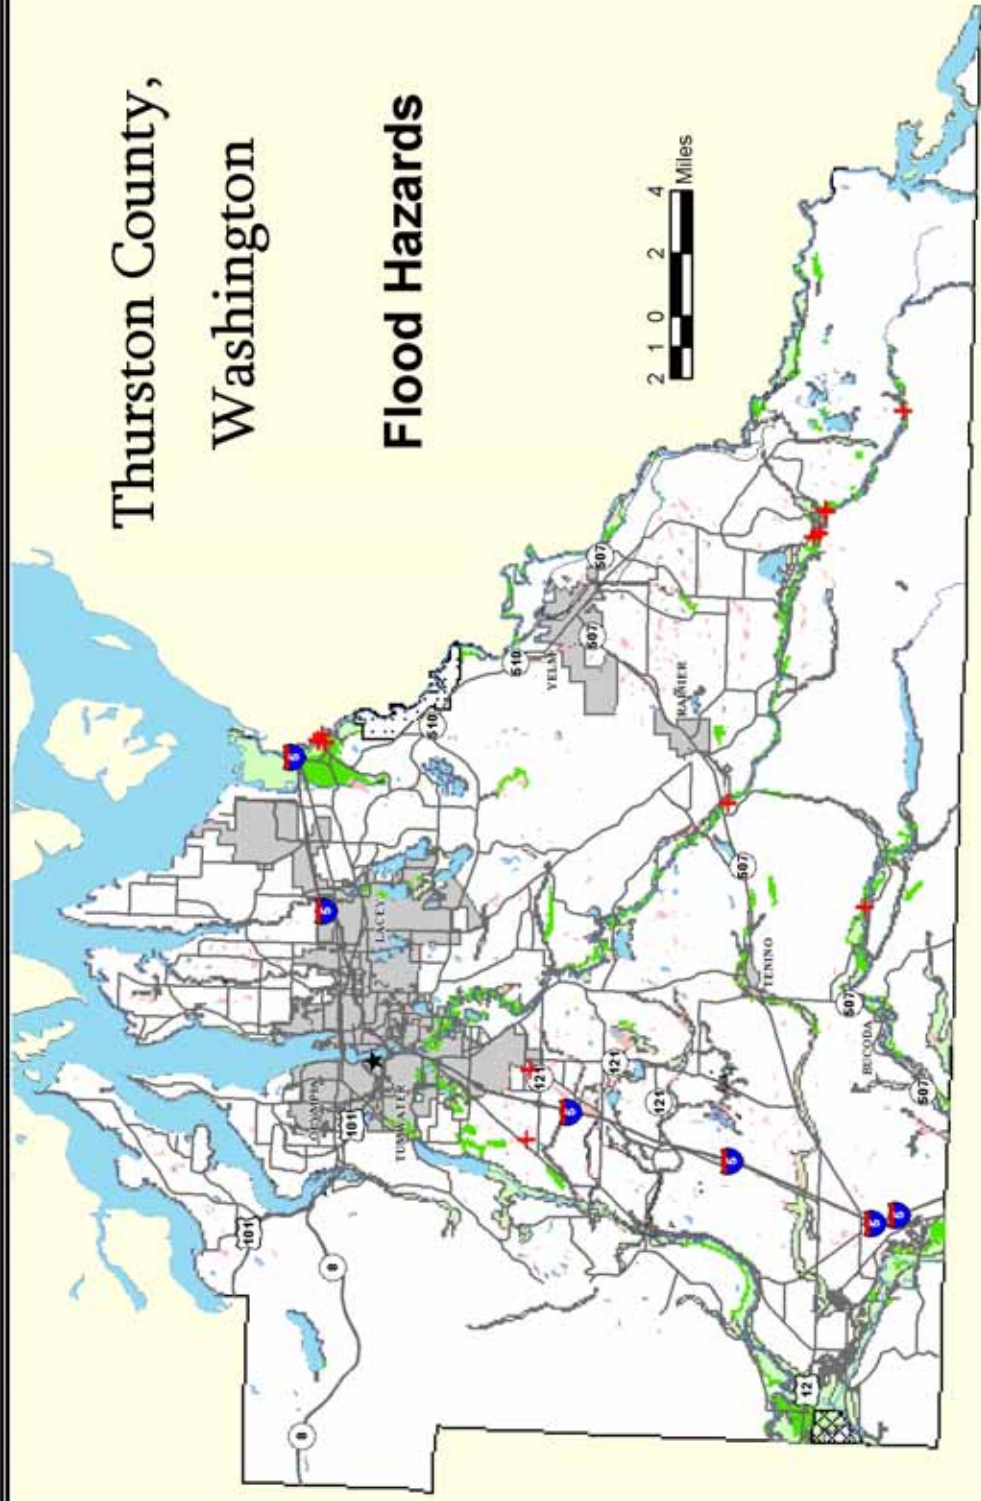 Thurston County,
Washington
Flood Hazards
2 1 0 2 4
Miles
101
8
8
OLYMPIA
101
TUMWATER
LACEY
5
5
510
510
YELM
507
507
RAINIER
121
121
121
5
5
507
TENINO
507
BUCODA
507
5
5
12